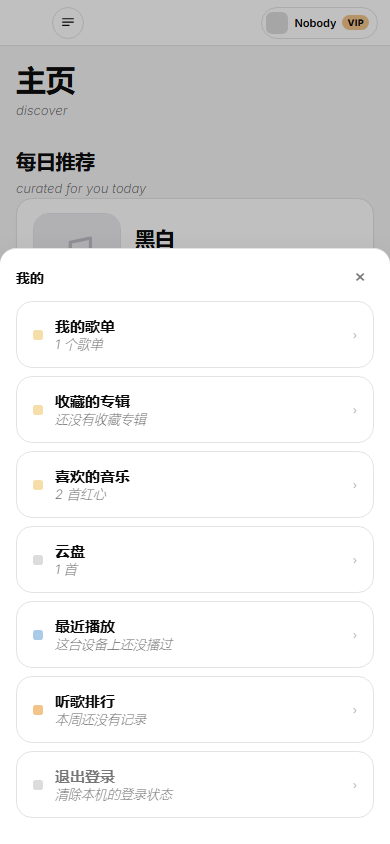 Nobody VIP
主页
discover
每日推荐
curated for you today
黑白
我的
×
我的歌单
1 个歌单
›
收藏的专辑
还没有收藏专辑
›
喜欢的音乐
2 首红心
›
云盘
1 首
›
最近播放
这台设备上还没播过
›
听歌排行
本周还没有记录
›
退出登录
清除本机的登录状态
›